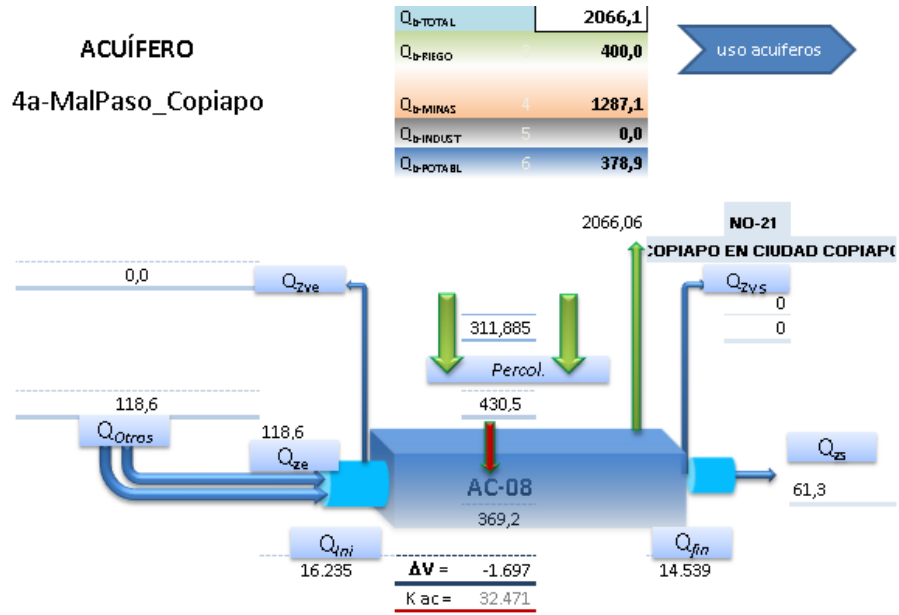 ACUÍFERO
4a-MalPaso_Copiapo
Qb-TOTAL 2066,1
Qb-RIEGO 400,0
Qb-MINAS 4 1287,1
Qb-INDUST 5 0,0
Qb-POTABL 6 378,9
uso acuiferos
2066,06
NO-21
COPIAPO EN CIUDAD COPIAP
0,0
QZve
QZvs
0
0
311,885
Percol.
118,6
430,5
QOtros
118,6
Qze
Qzs
AC-08
61,3
369,2
QIni
Qfin
16.235
ΔV = -1.697
14.539
K ac = 32.471